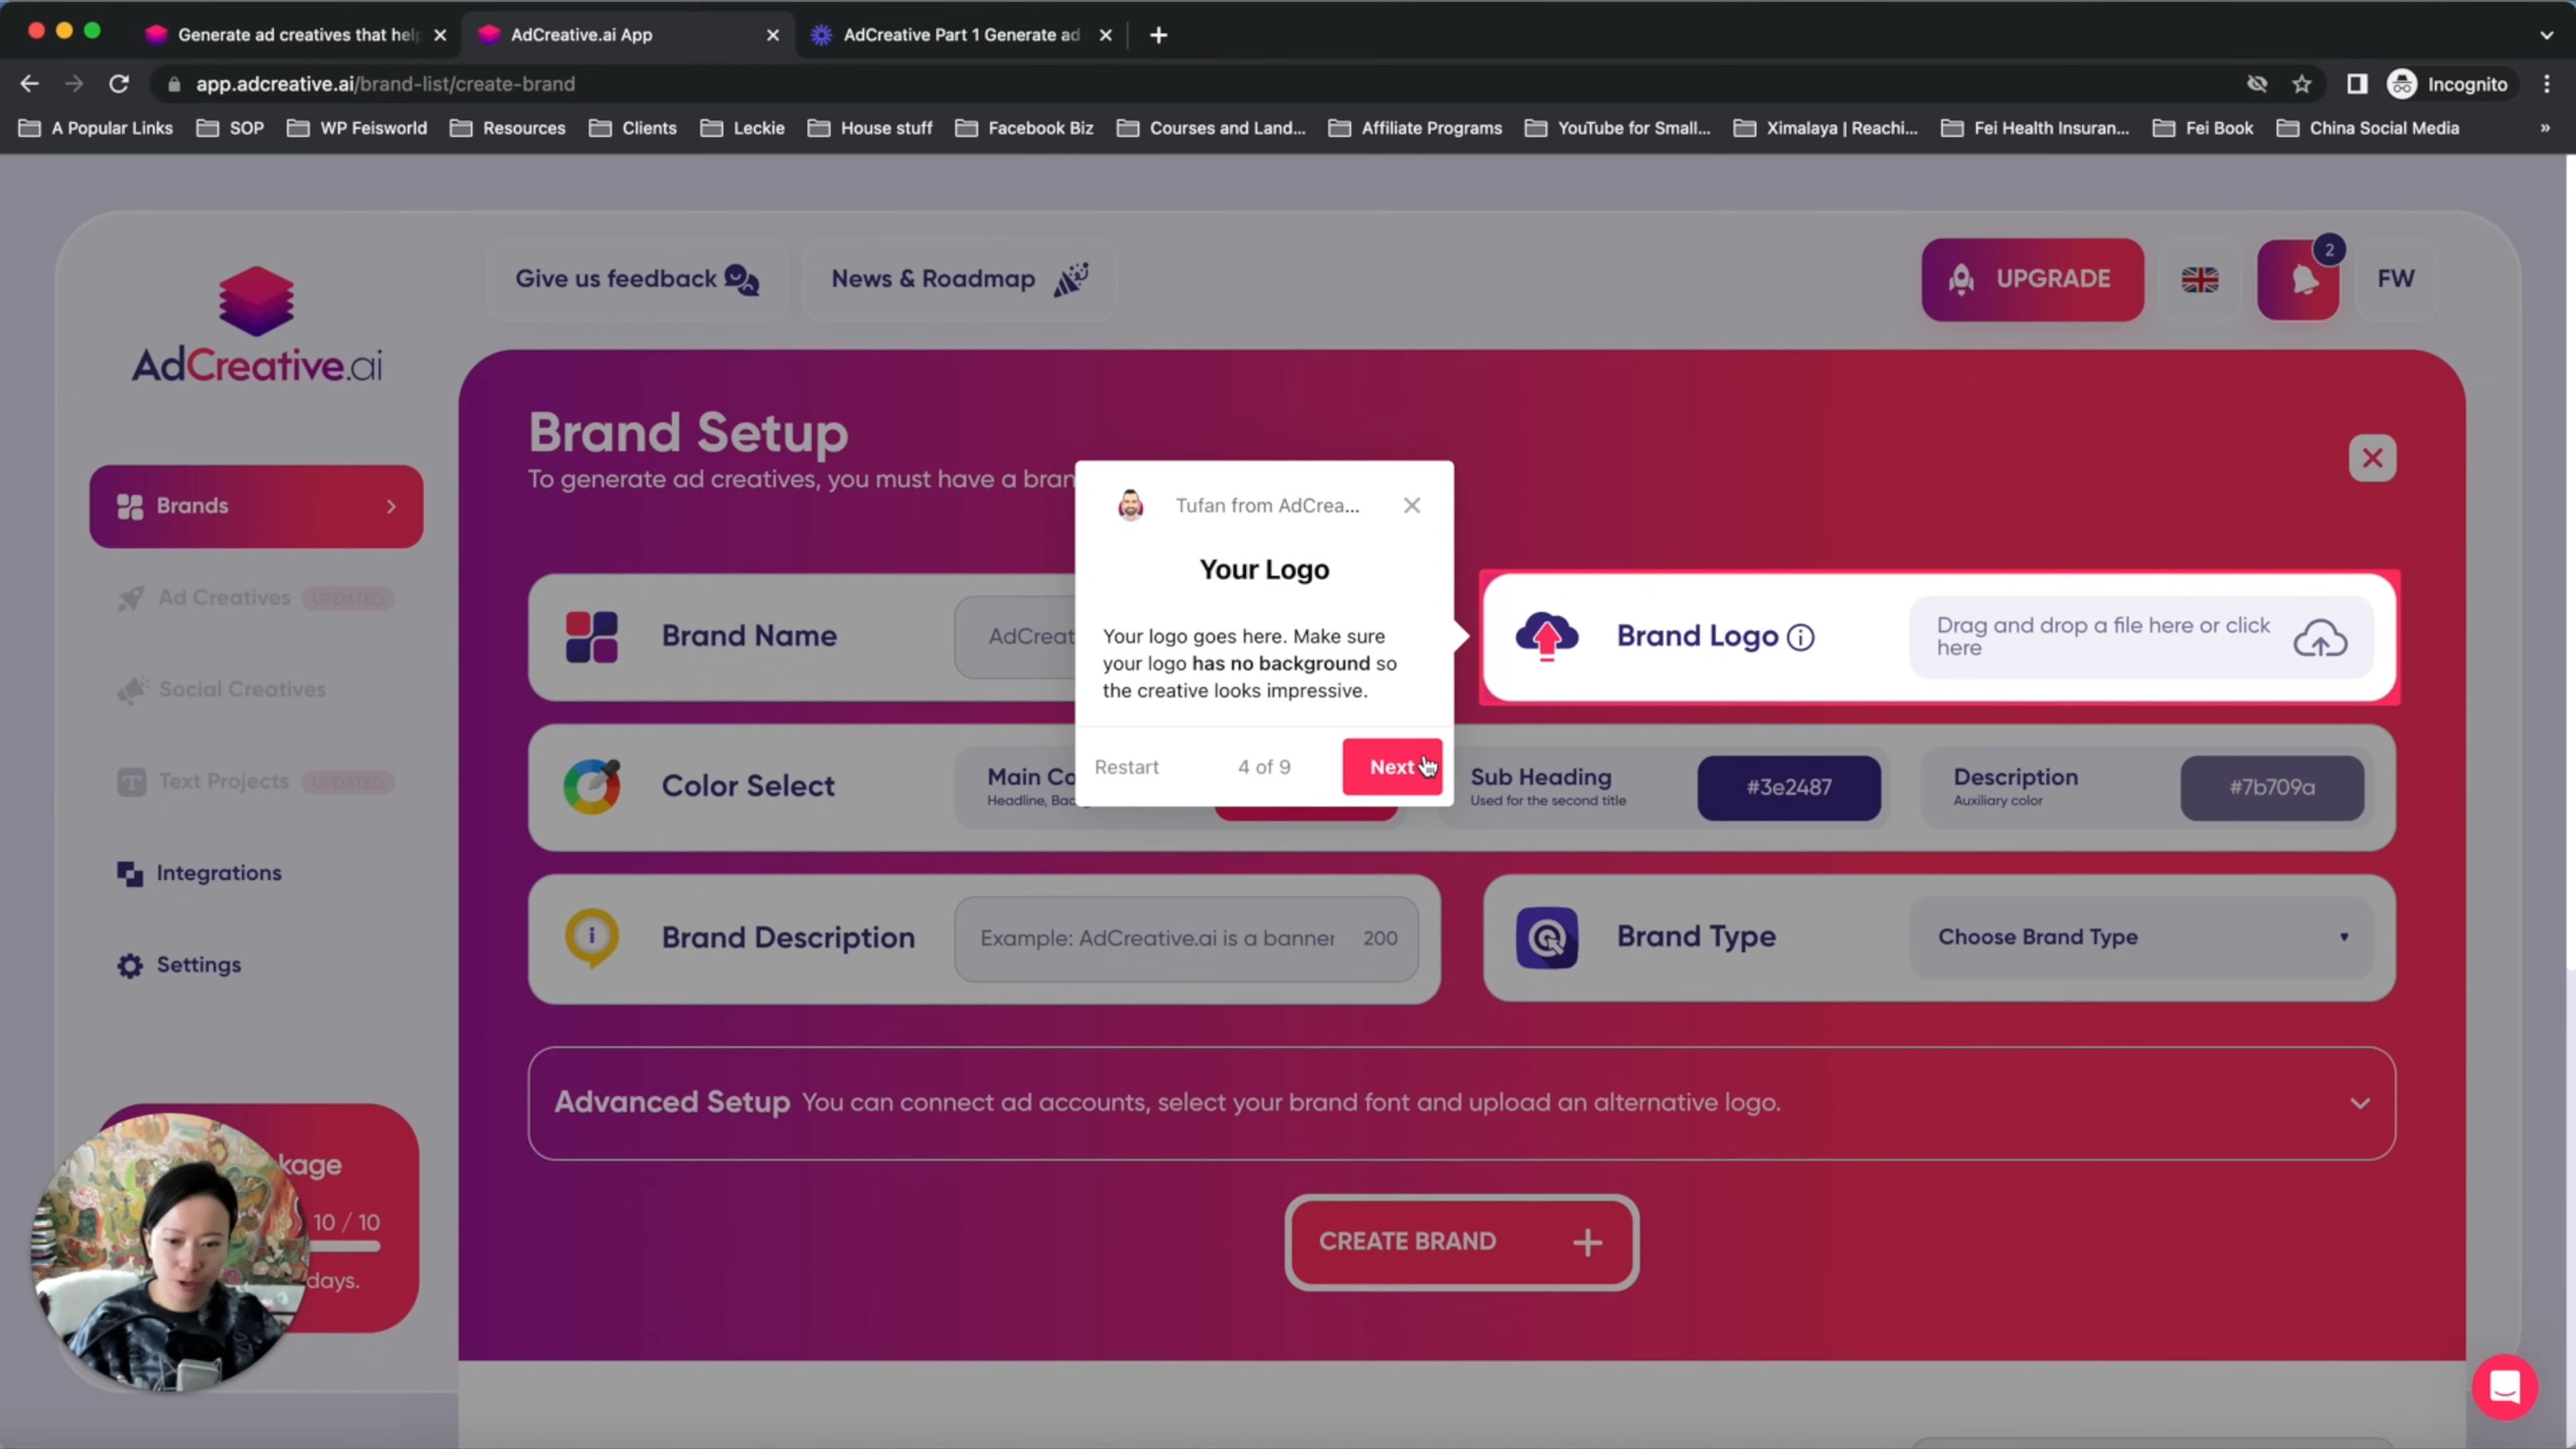 Generate ad creatives that hel
AdCreative.ai App
AdCreative Part 1 Generate ad
app.adcreative.ai/brand-list/create-brand
Incognito
A Popular Links
SOP
WP Feisworld
Resources
Clients
Leckie
House stuff
Facebook Biz
Courses and Land...
Affiliate Programs
YouTube for Small...
Ximalaya | Reachi...
Fei Health Insuran...
Fei Book
China Social Media
»
AdCreative.ai
Give us feedback
News & Roadmap
UPGRADE
2
FW
Brands
Ad Creatives UPDATED
Social Creatives
Text Projects UPDATED
Integrations
Settings
kage
10 / 10
days.
Brand Setup
To generate ad creatives, you must have a bran
Tufan from AdCrea...
Your Logo
Your logo goes here. Make sure
your logo has no background so
the creative looks impressive.
Restart
4 of 9
Next
Brand Name
AdCreat
Brand Logo
Drag and drop a file here or click
here
Color Select
Main Co
Headline, Bac
Sub Heading
Used for the second title
#3e2487
Description
Auxiliary color
#7b709a
Brand Description
Example: AdCreative.ai is a banner
200
Brand Type
Choose Brand Type
Advanced Setup You can connect ad accounts, select your brand font and upload an alternative logo.
CREATE BRAND +